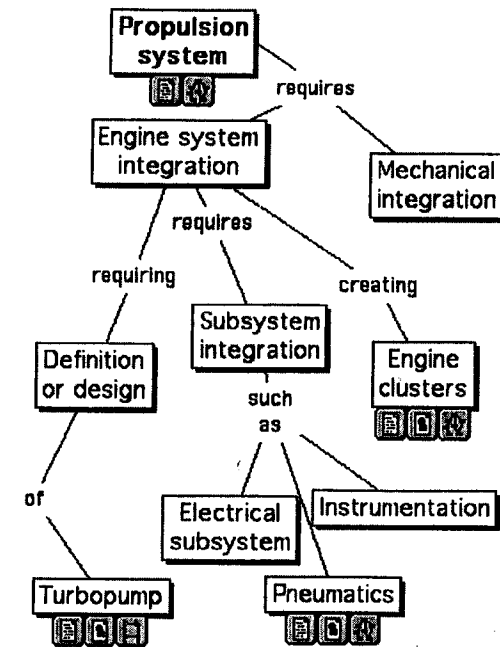 Propulsion
system
requires
Engine system
integration
Mechanical
integration
requires
requiring
creating
Subsystem
integration
Definition
or design
Engine
clusters
such
as
of
Electrical
subsystem
Instrumentation
Turbopump
Pneumatics